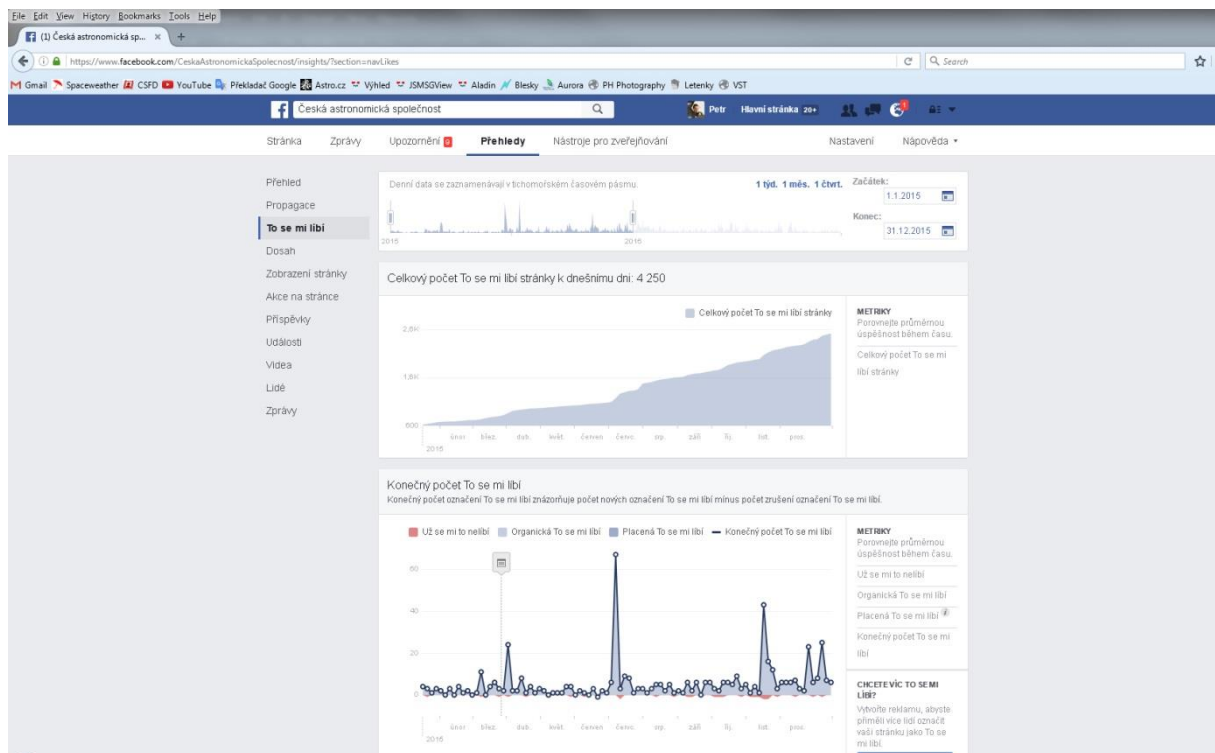 File Edit View History Bookmarks Tools Help
(1) Česká astronomická sp... × +
https://www.facebook.com/CeskaAstronomickaSpolecnost/insights/?section=navLikes
Search
Gmail Spaceweather CSFD YouTube Překladač Google Astro.cz Výhled JSMSGView Aladin Blesky Aurora PH Photography Letenky VST
Česká astronomická společnost Petr Hlavní stránka 20+
Stránka Zprávy Upozornění Přehledy Nástroje pro zveřejňování Nastavení Nápověda
Přehled
Propagace
To se mi líbí
Dosah
Zobrazení stránky
Akce na stránce
Příspěvky
Události
Videa
Lidé
Zprávy
Denní data se zaznamenávají v tichomořském časovém pásmu. 1 týd. 1 měs. 1 čtvrt.
Začátek:
1.1.2015
Konec:
31.12.2015
Celkový počet To se mi líbí stránky k dnešnímu dni: 4 250
Celkový počet To se mi líbí stránky
600
únor břez. dub. květ. červen červc. srp. září říj. list. pros.
METRIKY
Porovnejte průměrnou
úspěšnost během času.
Celkový počet To se mi
líbí stránky
Konečný počet To se mi líbí
Konečný počet označení To se mi líbí znázorňuje počet nových označení To se mi líbí minus počet zrušení označení To se mi líbí.
Už se mi to nelíbí Organická To se mi líbí Placená To se mi líbí Konečný počet To se mi líbí
60
40
20
0
únor břez. dub. květ. červen červc. srp. září říj. list. pros.
METRIKY
Porovnejte průměrnou
úspěšnost během času.
Už se mi to nelíbí
Organická To se mi líbí
Placená To se mi líbí
Konečný počet To se mi
líbí
CHCETE VÍC TO SE MI
LÍBÍ?
Vytvořte reklamu, abyste
přiměli více lidí označit
vaši stránku jako To se
mi líbí.